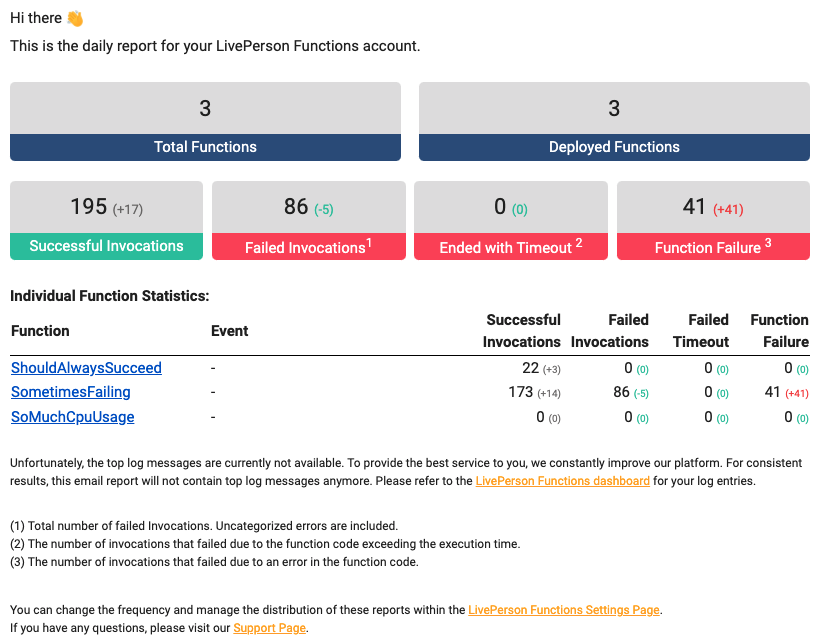 Hi there 👋
This is the daily report for your LivePerson Functions account.
3
Total Functions
3
Deployed Functions
195 (+17)
Successful Invocations
86 (-5)
Failed Invocations1
0 (0)
Ended with Timeout 2
41 (+41)
Function Failure 3
Individual Function Statistics:
Function Event Successful Invocations Failed Invocations Failed Timeout Function Failure
ShouldAlwaysSucceed - 22 (+3) 0 (0) 0 (0) 0 (0)
SometimesFailing - 173 (+14) 86 (-5) 0 (0) 41 (+41)
SoMuchCpuUsage - 0 (0) 0 (0) 0 (0) 0 (0)
Unfortunately, the top log messages are currently not available. To provide the best service to you, we constantly improve our platform. For consistent
results, this email report will not contain top log messages anymore. Please refer to the LivePerson Functions dashboard for your log entries.
(1) Total number of failed Invocations. Uncategorized errors are included.
(2) The number of invocations that failed due to the function code exceeding the execution time.
(3) The number of invocations that failed due to an error in the function code.
You can change the frequency and manage the distribution of these reports within the LivePerson Functions Settings Page.
If you have any questions, please visit our Support Page.